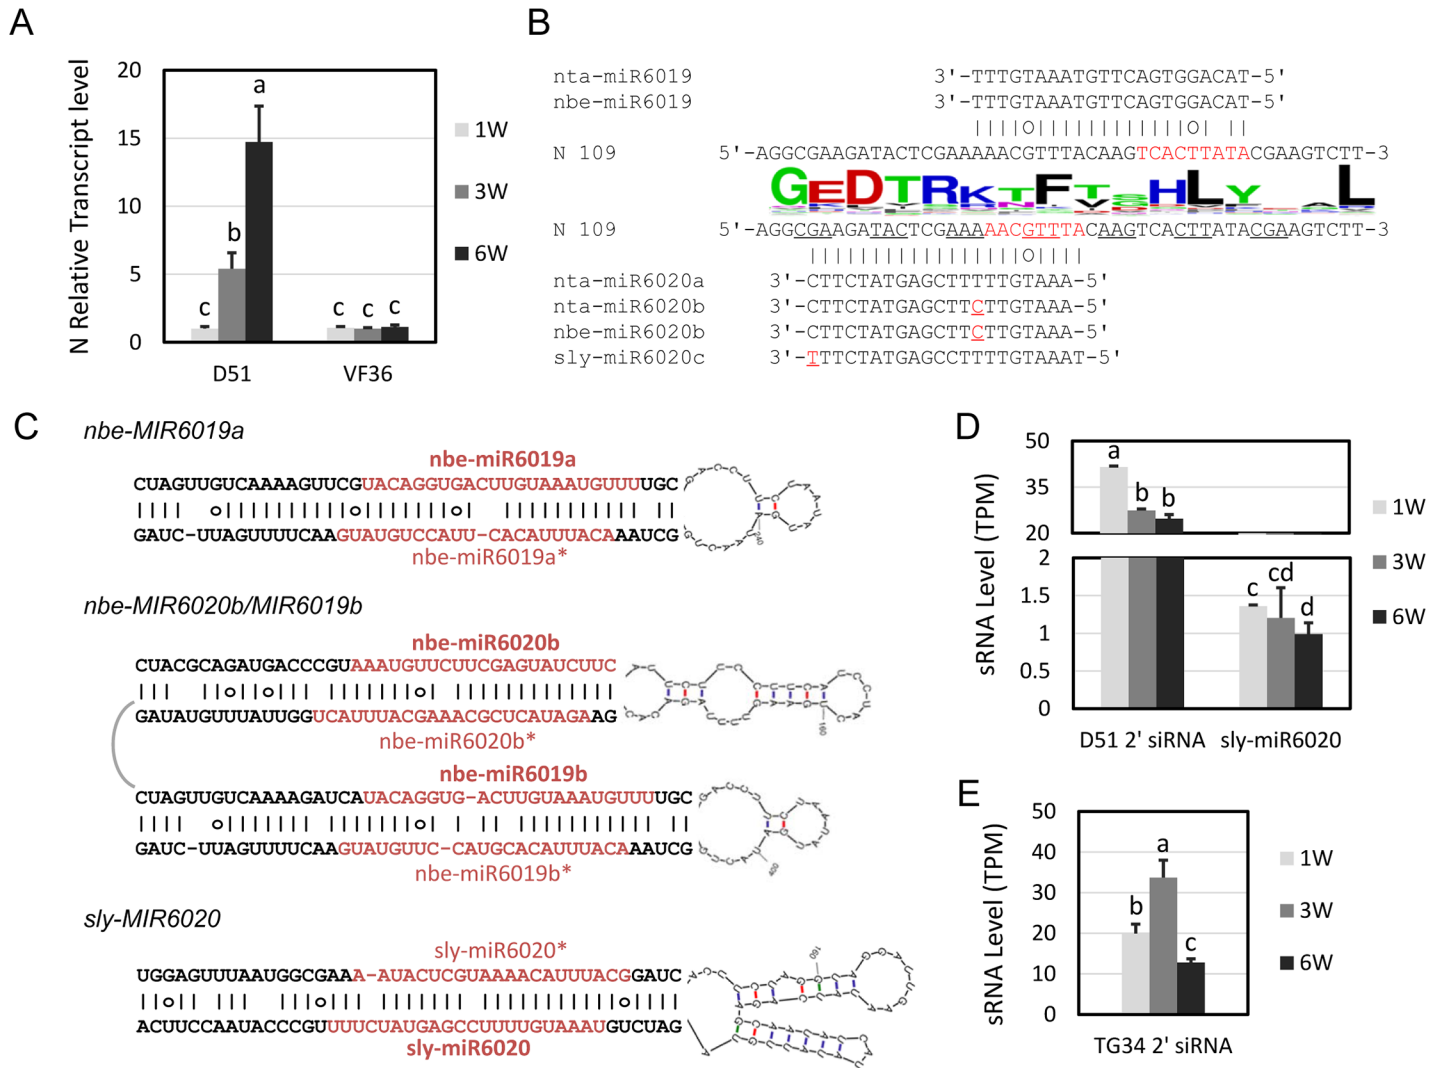 A
N Relative Transcript level
20
15
10
5
0
c
b
a
c
c
c
D51
VF36
1W
3W
6W
B
nta-miR6019 3'-TTTGTAAATGTTCAGTGGACAT-5'
nbe-miR6019 3'-TTTGTAAATGTTCAGTGGACAT-5'
N 109 5'-AGGCGAAGATACTCGAAAAACGTTTACAAGTCACTTATACGAAGTCTT-3
GEDTRKTFTSHLY AL
N 109 5'-AGGCGAAGATACTCGAAAAACGTTTACAAGTCACTTATACGAAGTCTT-3
nta-miR6020a 3'-CTTCTATGAGCTTTTTGTAAA-5'
nta-miR6020b 3'-CTTCTATGAGCTTCTTGTAAA-5'
nbe-miR6020b 3'-CTTCTATGAGCTTCTTGTAAA-5'
sly-miR6020c 3'-TTTCTATGAGCCTTTTGTAAAT-5'
C
nbe-MIR6019a
nbe-miR6019a
CUAGUUGUCAAAAGUUCGUACAGGUGACUUGUAAAUGUUUUGC
GAUC-UUAGUUUUCAAGUAUGUCCAUU-CACAUUUACAAAUCG
nbe-miR6019a*
nbe-MIR6020b/MIR6019b
nbe-miR6020b
CUACGCAGAUGACCCGUAAAUGUUCUUCGAGUAUCUUC
GAUAUGUUUAUUGGUCAUUUACGAAACGCUCAUAGAAG
nbe-miR6020b*
nbe-miR6019b
CUAGUUGUCAAAAGAUCAUACAGGUG-ACUUGUAAAUGUUUUGC
GAUC-UUAGUUUUCAAGUAUGUUC-CAUGCACAUUUACAAAUCG
nbe-miR6019b*
sly-MIR6020
sly-miR6020*
UGGAGUUUAAUGGCGAAA-AUACUCGUAAAACAUUUACGGAUC
ACUUCCAAUACCCGUUUUCUAUGAGCCUUUUGUAAAUGUCUAG
sly-miR6020
D
sRNA Level (TPM)
50
35
20
2
1.5
1
0.5
0
a
b
b
c
cd
d
D51 2' siRNA
sly-miR6020
1W
3W
6W
E
sRNA Level (TPM)
50
40
30
20
10
0
b
a
c
TG34 2' siRNA
1W
3W
6W